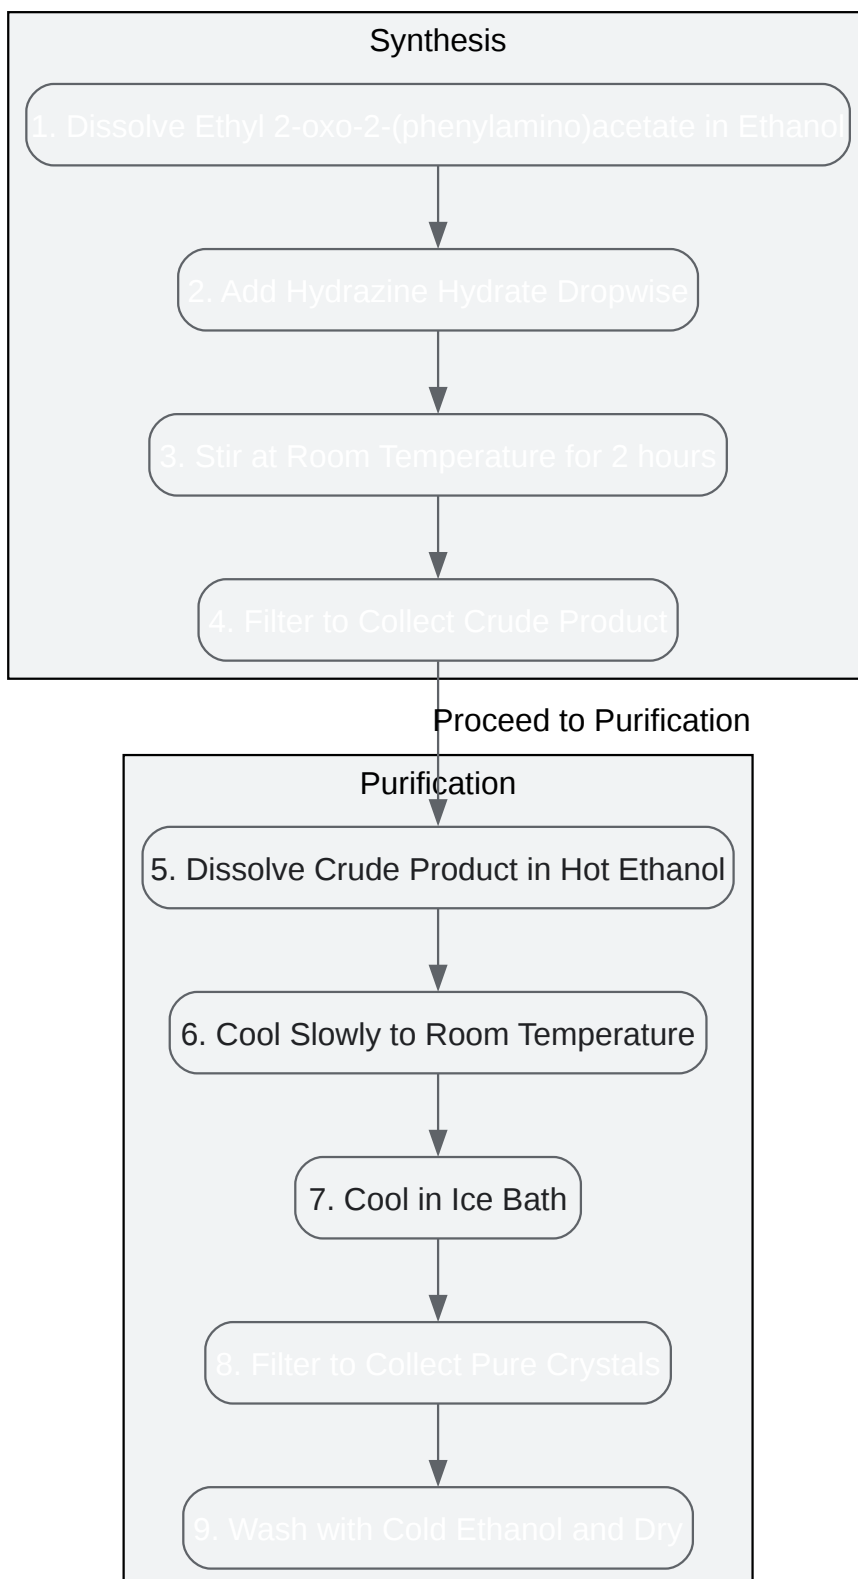 Synthesis
1. Dissolve Ethyl 2-oxo-2-(phenylamino)acetate in Ethanol
2. Add Hydrazine Hydrate Dropwise
3. Stir at Room Temperature for 2 hours
4. Filter to Collect Crude Product
Proceed to Purification
Purification
5. Dissolve Crude Product in Hot Ethanol
6. Cool Slowly to Room Temperature
7. Cool in Ice Bath
8. Filter to Collect Pure Crystals
9. Wash with Cold Ethanol and Dry